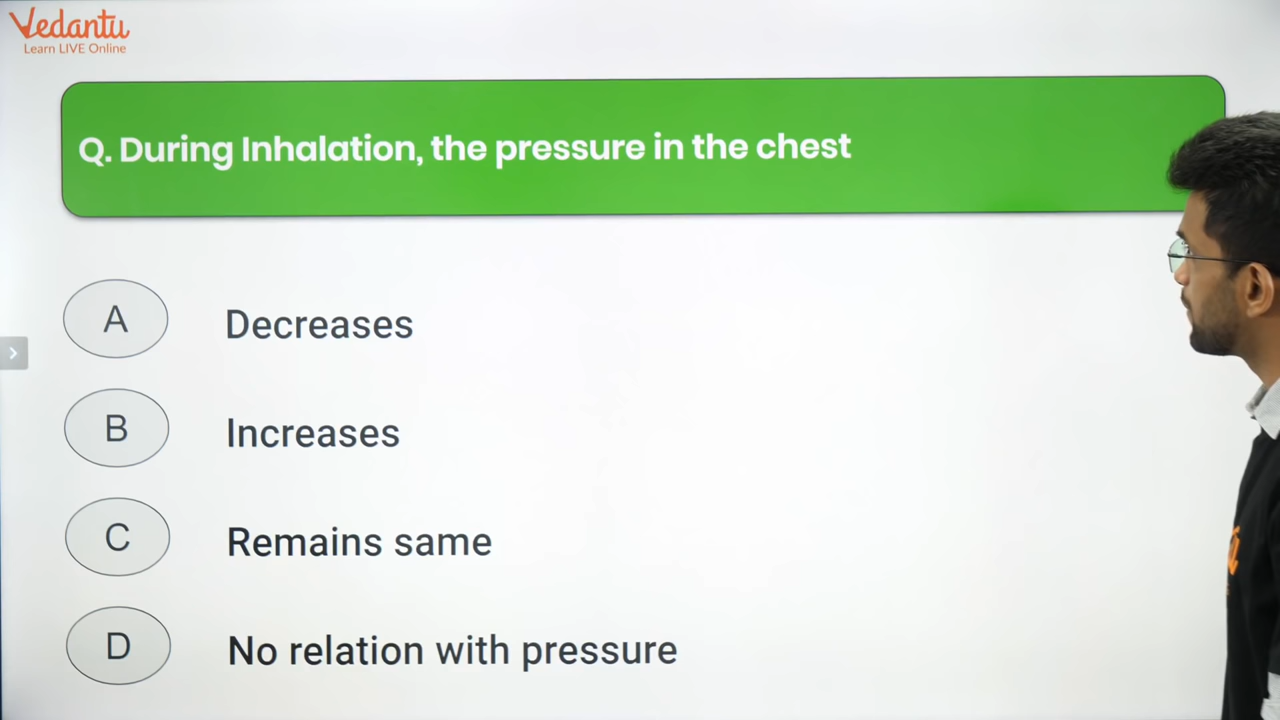 Vedantu
Learn LIVE Online
Q. During Inhalation, the pressure in the chest
A Decreases
B Increases
C Remains same
D No relation with pressure